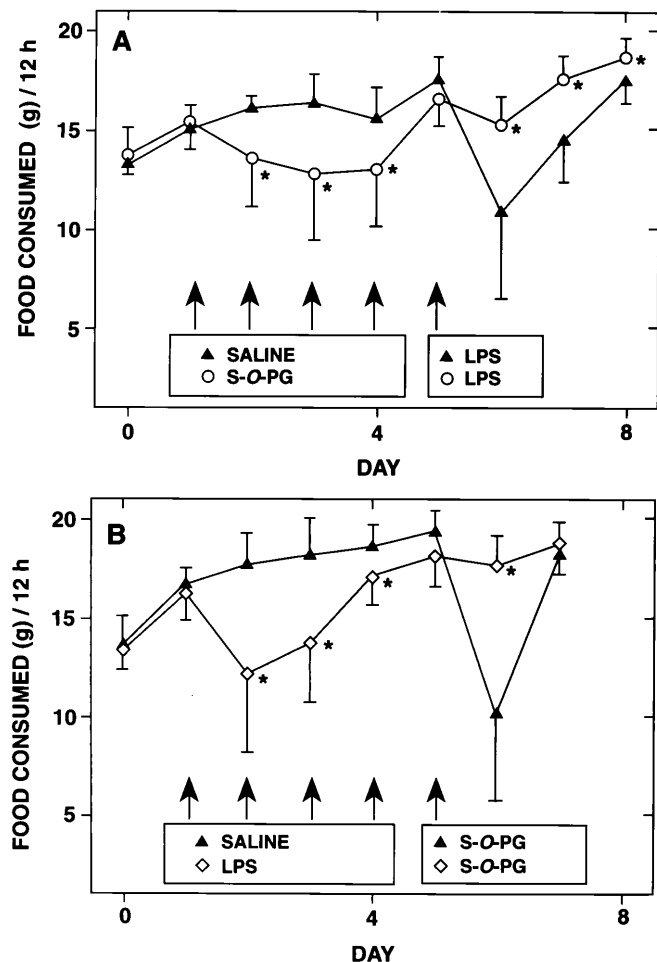 A
FOOD CONSUMED (g) / 12 h
20
15
10
5
* * * * * *
*
SALINE
S-O-PG
LPS
LPS
0 4 8
DAY
B
FOOD CONSUMED (g) / 12 h
20
15
10
5
* * * *
SALINE
LPS
S-O-PG
S-O-PG
0 4 8
DAY